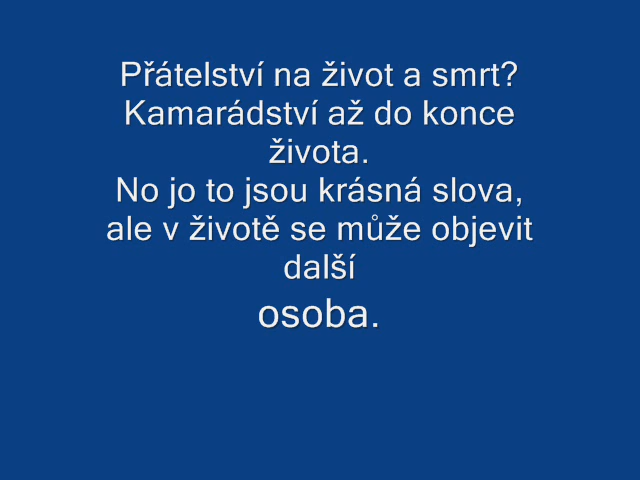 Přátelství na život a smrt?
Kamarádství až do konce
života.
No jo to jsou krásná slova,
ale v životě se může objevit
další
osoba.